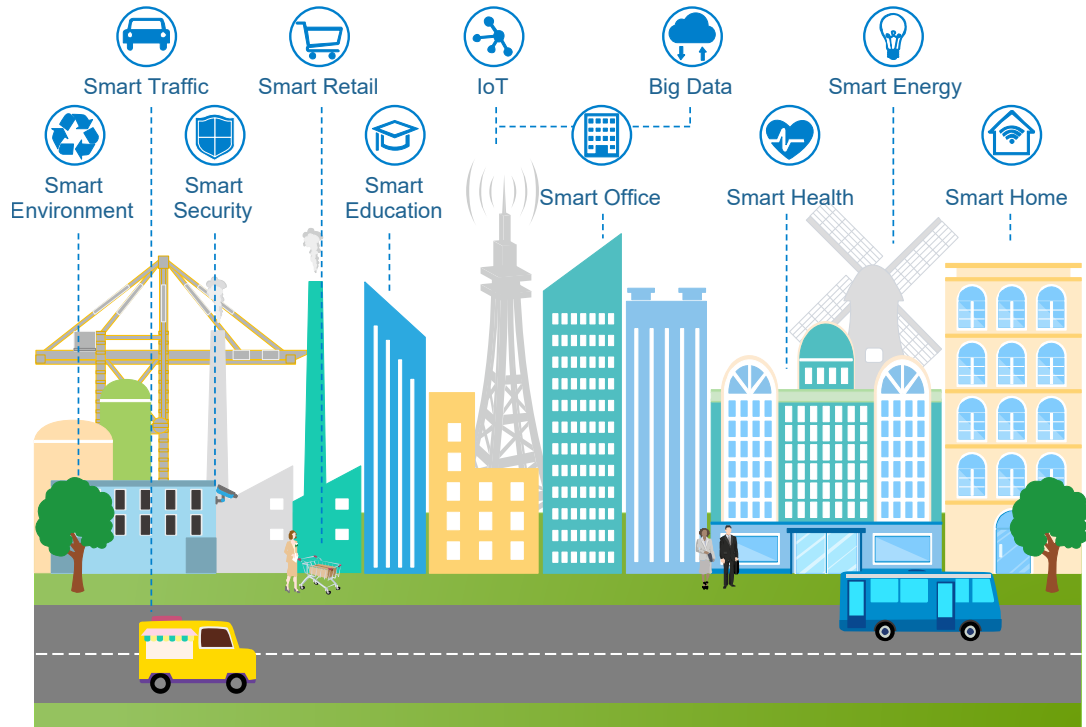 Smart Traffic
Smart Retail
IoT
Big Data
Smart Energy
Smart
Environment
Smart
Security
Smart
Education
Smart Office
Smart Health
Smart Home